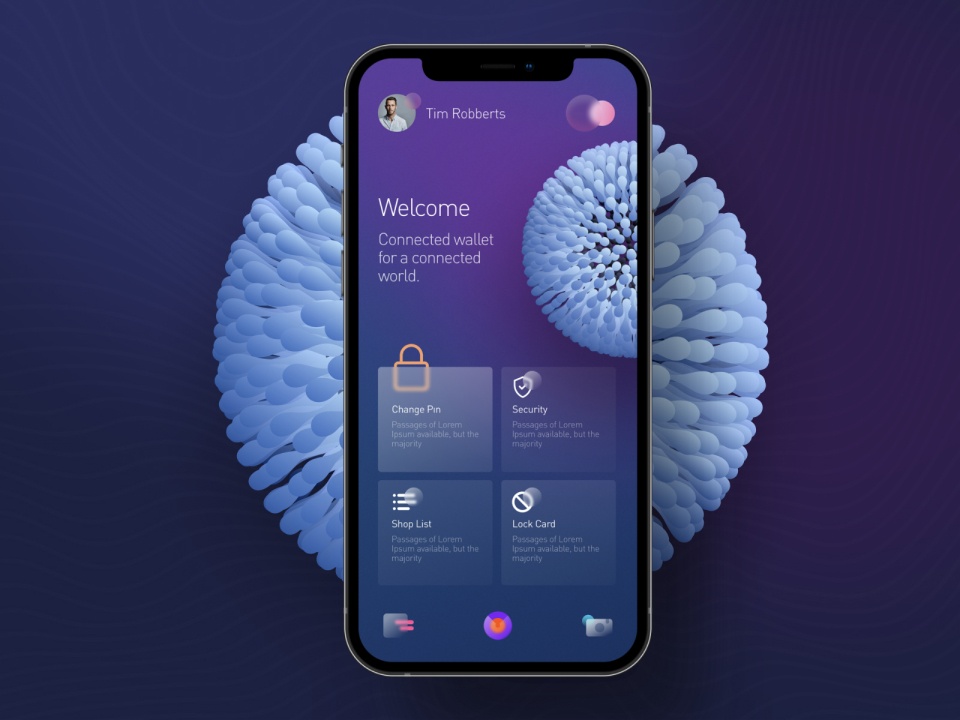 Tim Robberts
Welcome
Connected wallet
for a connected
world.
Change Pin
Passages of Lorem
Ipsum available, but the
majority
Security
Passages of Lorem
Ipsum available, but the
majority
Shop List
Passages of Lorem
Ipsum available, but the
majority
Lock Card
Passages of Lorem
Ipsum available, but the
majority